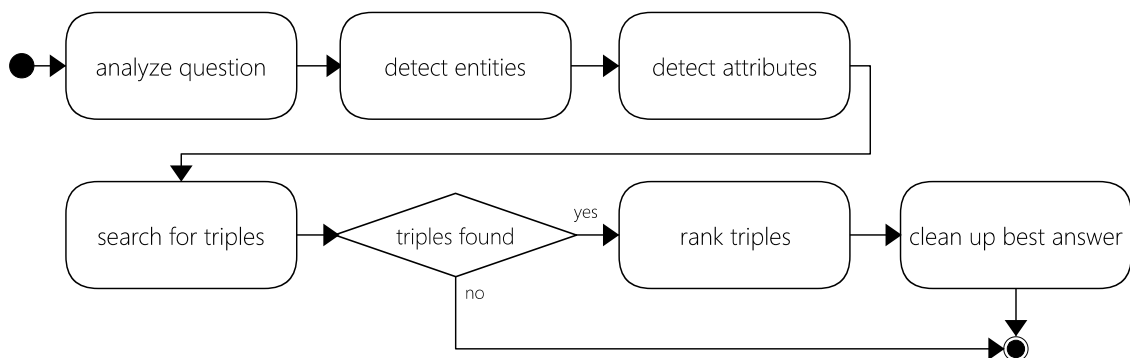 analyze question
detect entities
detect attributes
search for triples
triples found
yes
rank triples
clean up best answer
no